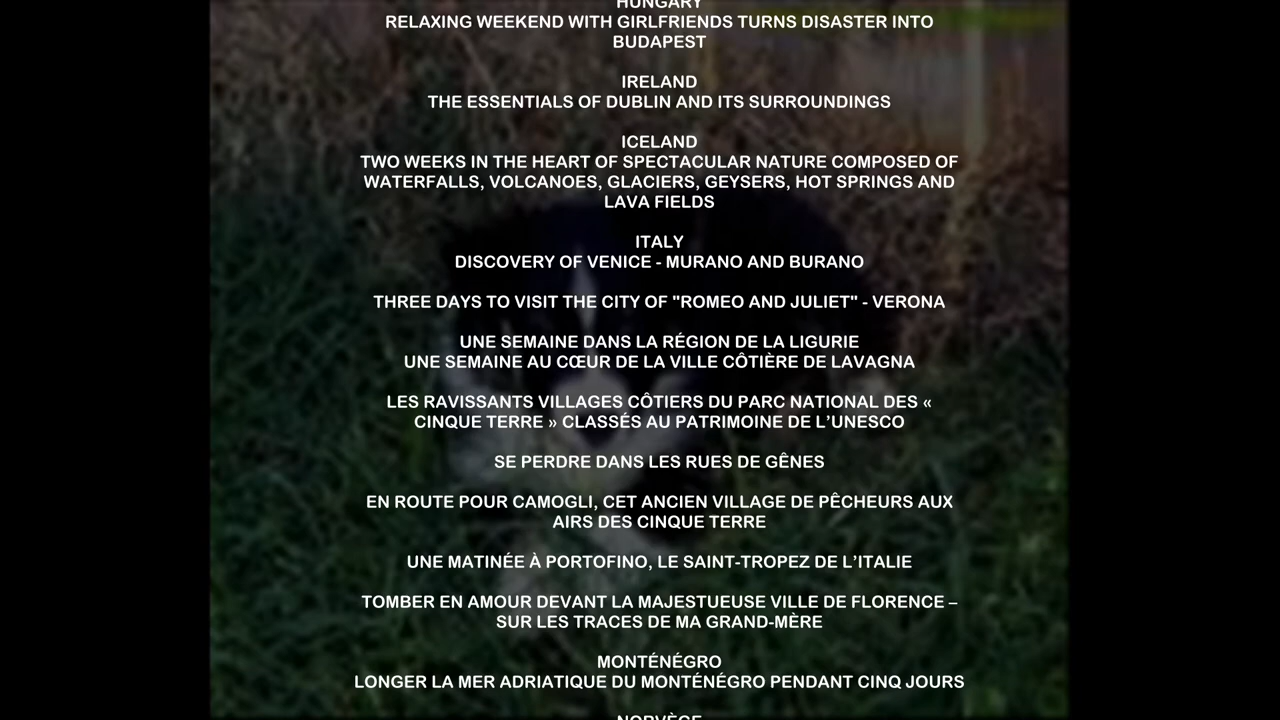 HUNGARY
RELAXING WEEKEND WITH GIRLFRIENDS TURNS DISASTER INTO
BUDAPEST
IRELAND
THE ESSENTIALS OF DUBLIN AND ITS SURROUNDINGS
ICELAND
TWO WEEKS IN THE HEART OF SPECTACULAR NATURE COMPOSED OF
WATERFALLS, VOLCANOES, GLACIERS, GEYSERS, HOT SPRINGS AND
LAVA FIELDS
ITALY
DISCOVERY OF VENICE - MURANO AND BURANO
THREE DAYS TO VISIT THE CITY OF "ROMEO AND JULIET" - VERONA
UNE SEMAINE DANS LA RÉGION DE LA LIGURIE
UNE SEMAINE AU CŒUR DE LA VILLE CÔTIÈRE DE LAVAGNA
LES RAVISSANTS VILLAGES CÔTIERS DU PARC NATIONAL DES «
CINQUE TERRE » CLASSÉS AU PATRIMOINE DE L’UNESCO
SE PERDRE DANS LES RUES DE GÊNES
EN ROUTE POUR CAMOGLI, CET ANCIEN VILLAGE DE PÊCHEURS AUX
AIRS DES CINQUE TERRE
UNE MATINÉE À PORTOFINO, LE SAINT-TROPEZ DE L’ITALIE
TOMBER EN AMOUR DEVANT LA MAJESTUEUSE VILLE DE FLORENCE –
SUR LES TRACES DE MA GRAND-MÈRE
MONTÉNÉGRO
LONGER LA MER ADRIATIQUE DU MONTÉNÉGRO PENDANT CINQ JOURS
NORVÈGE